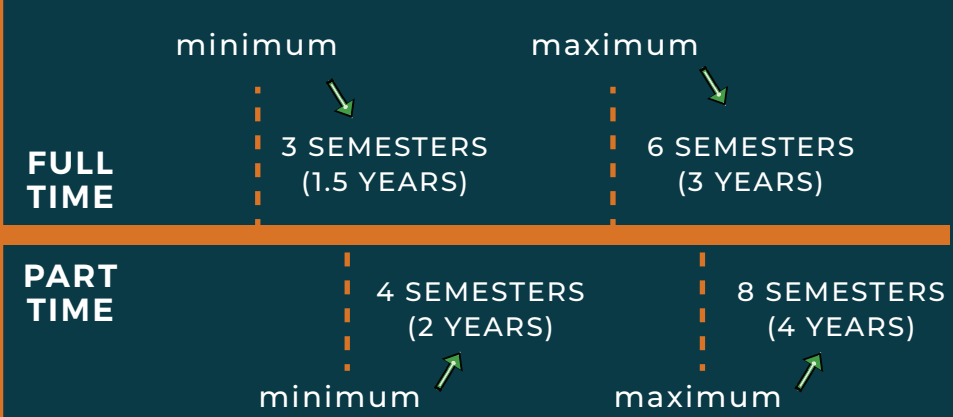 minimum
maximum
FULL
TIME
3 SEMESTERS
(1.5 YEARS)
6 SEMESTERS
(3 YEARS)
PART
TIME
4 SEMESTERS
(2 YEARS)
8 SEMESTERS
(4 YEARS)
minimum
maximum